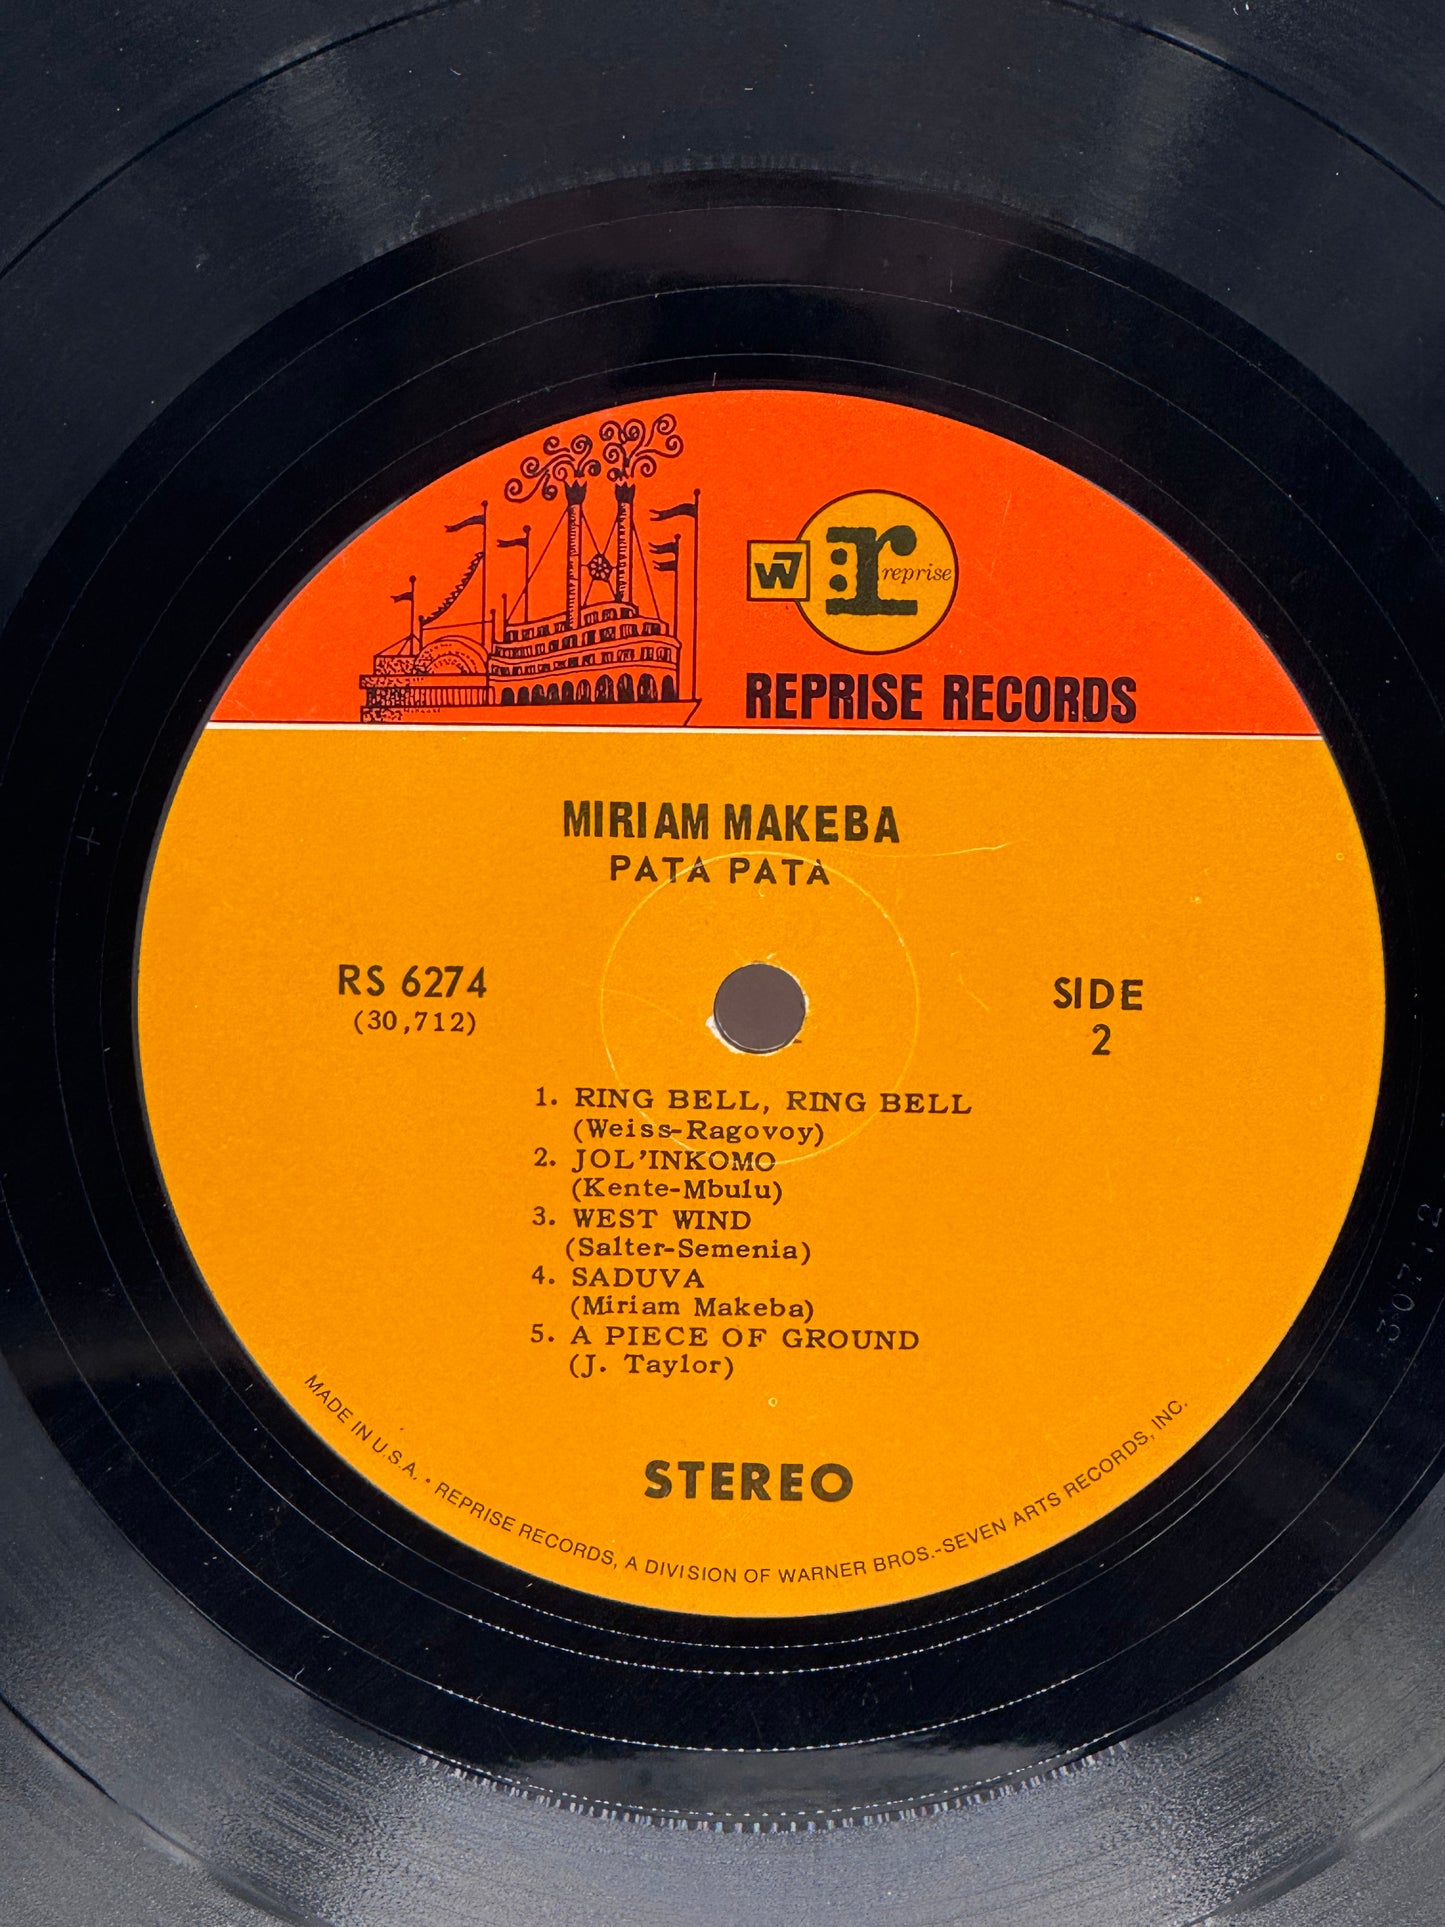 W7
r reprise
REPRISE RECORDS
MIRIAM MAKEBA
PATA PATA
RS 6274
(30,712)
SIDE
2
1. RING BELL, RING BELL
(Weiss-Ragovoy)
2. JOL'INKOMO
(Kente-Mbulu)
3. WEST WIND
(Salter-Semenia)
4. SADUVA
(Miriam Makeba)
5. A PIECE OF GROUND
(J. Taylor)
STEREO
MADE IN U.S.A. • REPRISE RECORDS, A DIVISION OF WARNER BROS.-SEVEN ARTS RECORDS, INC.